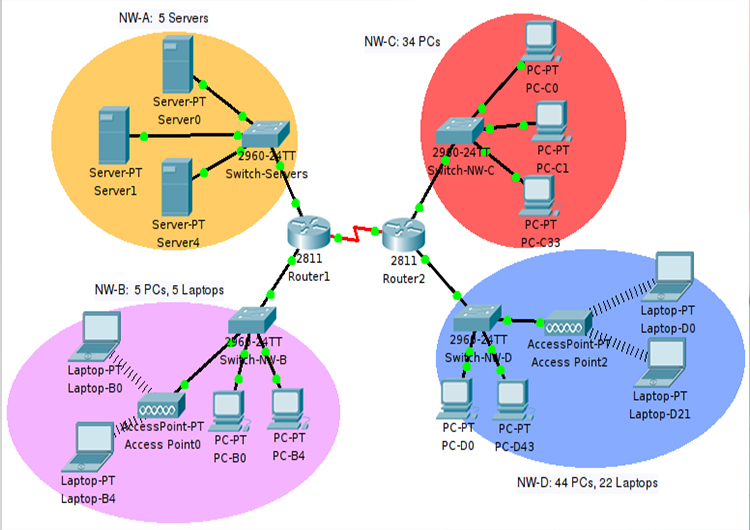 NW-A: 5 Servers
Server-PT
Server0
Server-PT
Server1
Server-PT
Server4
2960-24TT
Switch-Servers
NW-C: 34 PCs
PC-PT
PC-C0
PC-PT
PC-C1
PC-PT
PC-C33
2960-24TT
Switch-NW-C
2811
Router1
2811
Router2
NW-B: 5 PCs, 5 Laptops
2960-24TT
Switch-NW-B
Laptop-PT
Laptop-B0
AccessPoint-PT
Access Point0
Laptop-PT
Laptop-B4
PC-PT
PC-B0
PC-PT
PC-B4
2960-24TT
Switch-NW-D
AccessPoint-PT
Access Point2
Laptop-PT
Laptop-D0
Laptop-PT
Laptop-D21
PC-PT
PC-D0
PC-PT
PC-D43
NW-D: 44 PCs, 22 Laptops